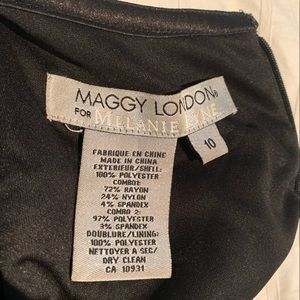 MAGGY LONDON
FOR MELANIE LYNE
10
FABRIQUE EN CHINE
MADE IN CHINA
EXTERIEUR/SHELL:
100% POLYESTER
COMBO1:
72% RAYON
24% NYLON
4% SPANDEX
COMBO 2:
97% POLYESTER
3% SPANDEX
DOUBLURE/LINING:
100% POLYESTER
NETTOYER A SEC/
DRY CLEAN
CA 10931